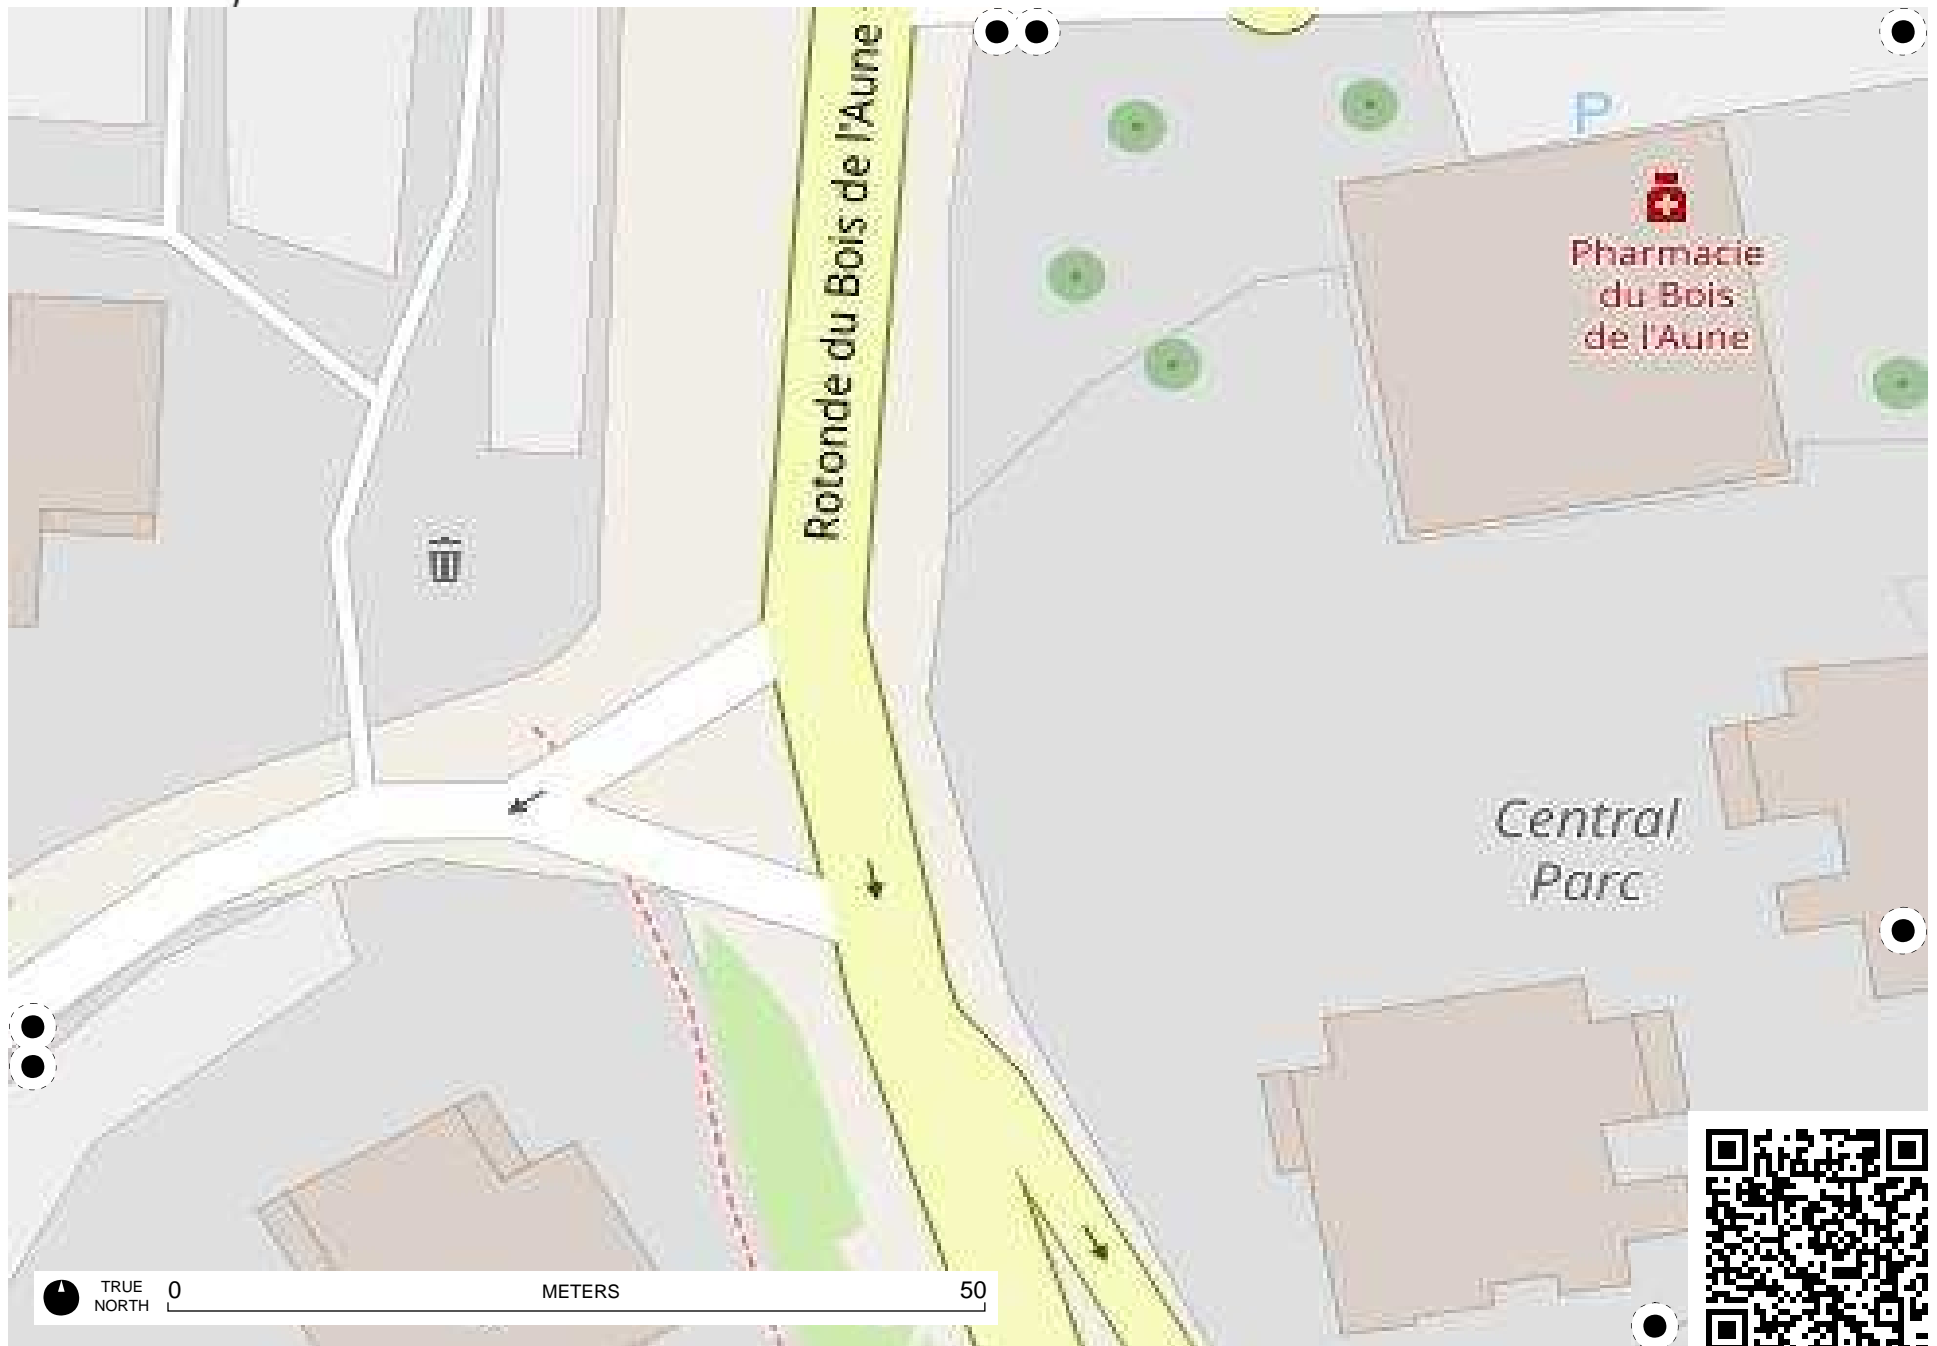 Rotonde du Bois de l'Aune
P
Pharmacie
du Bois
de l'Aune
Central
Parc
TRUE
NORTH
0
METERS
50